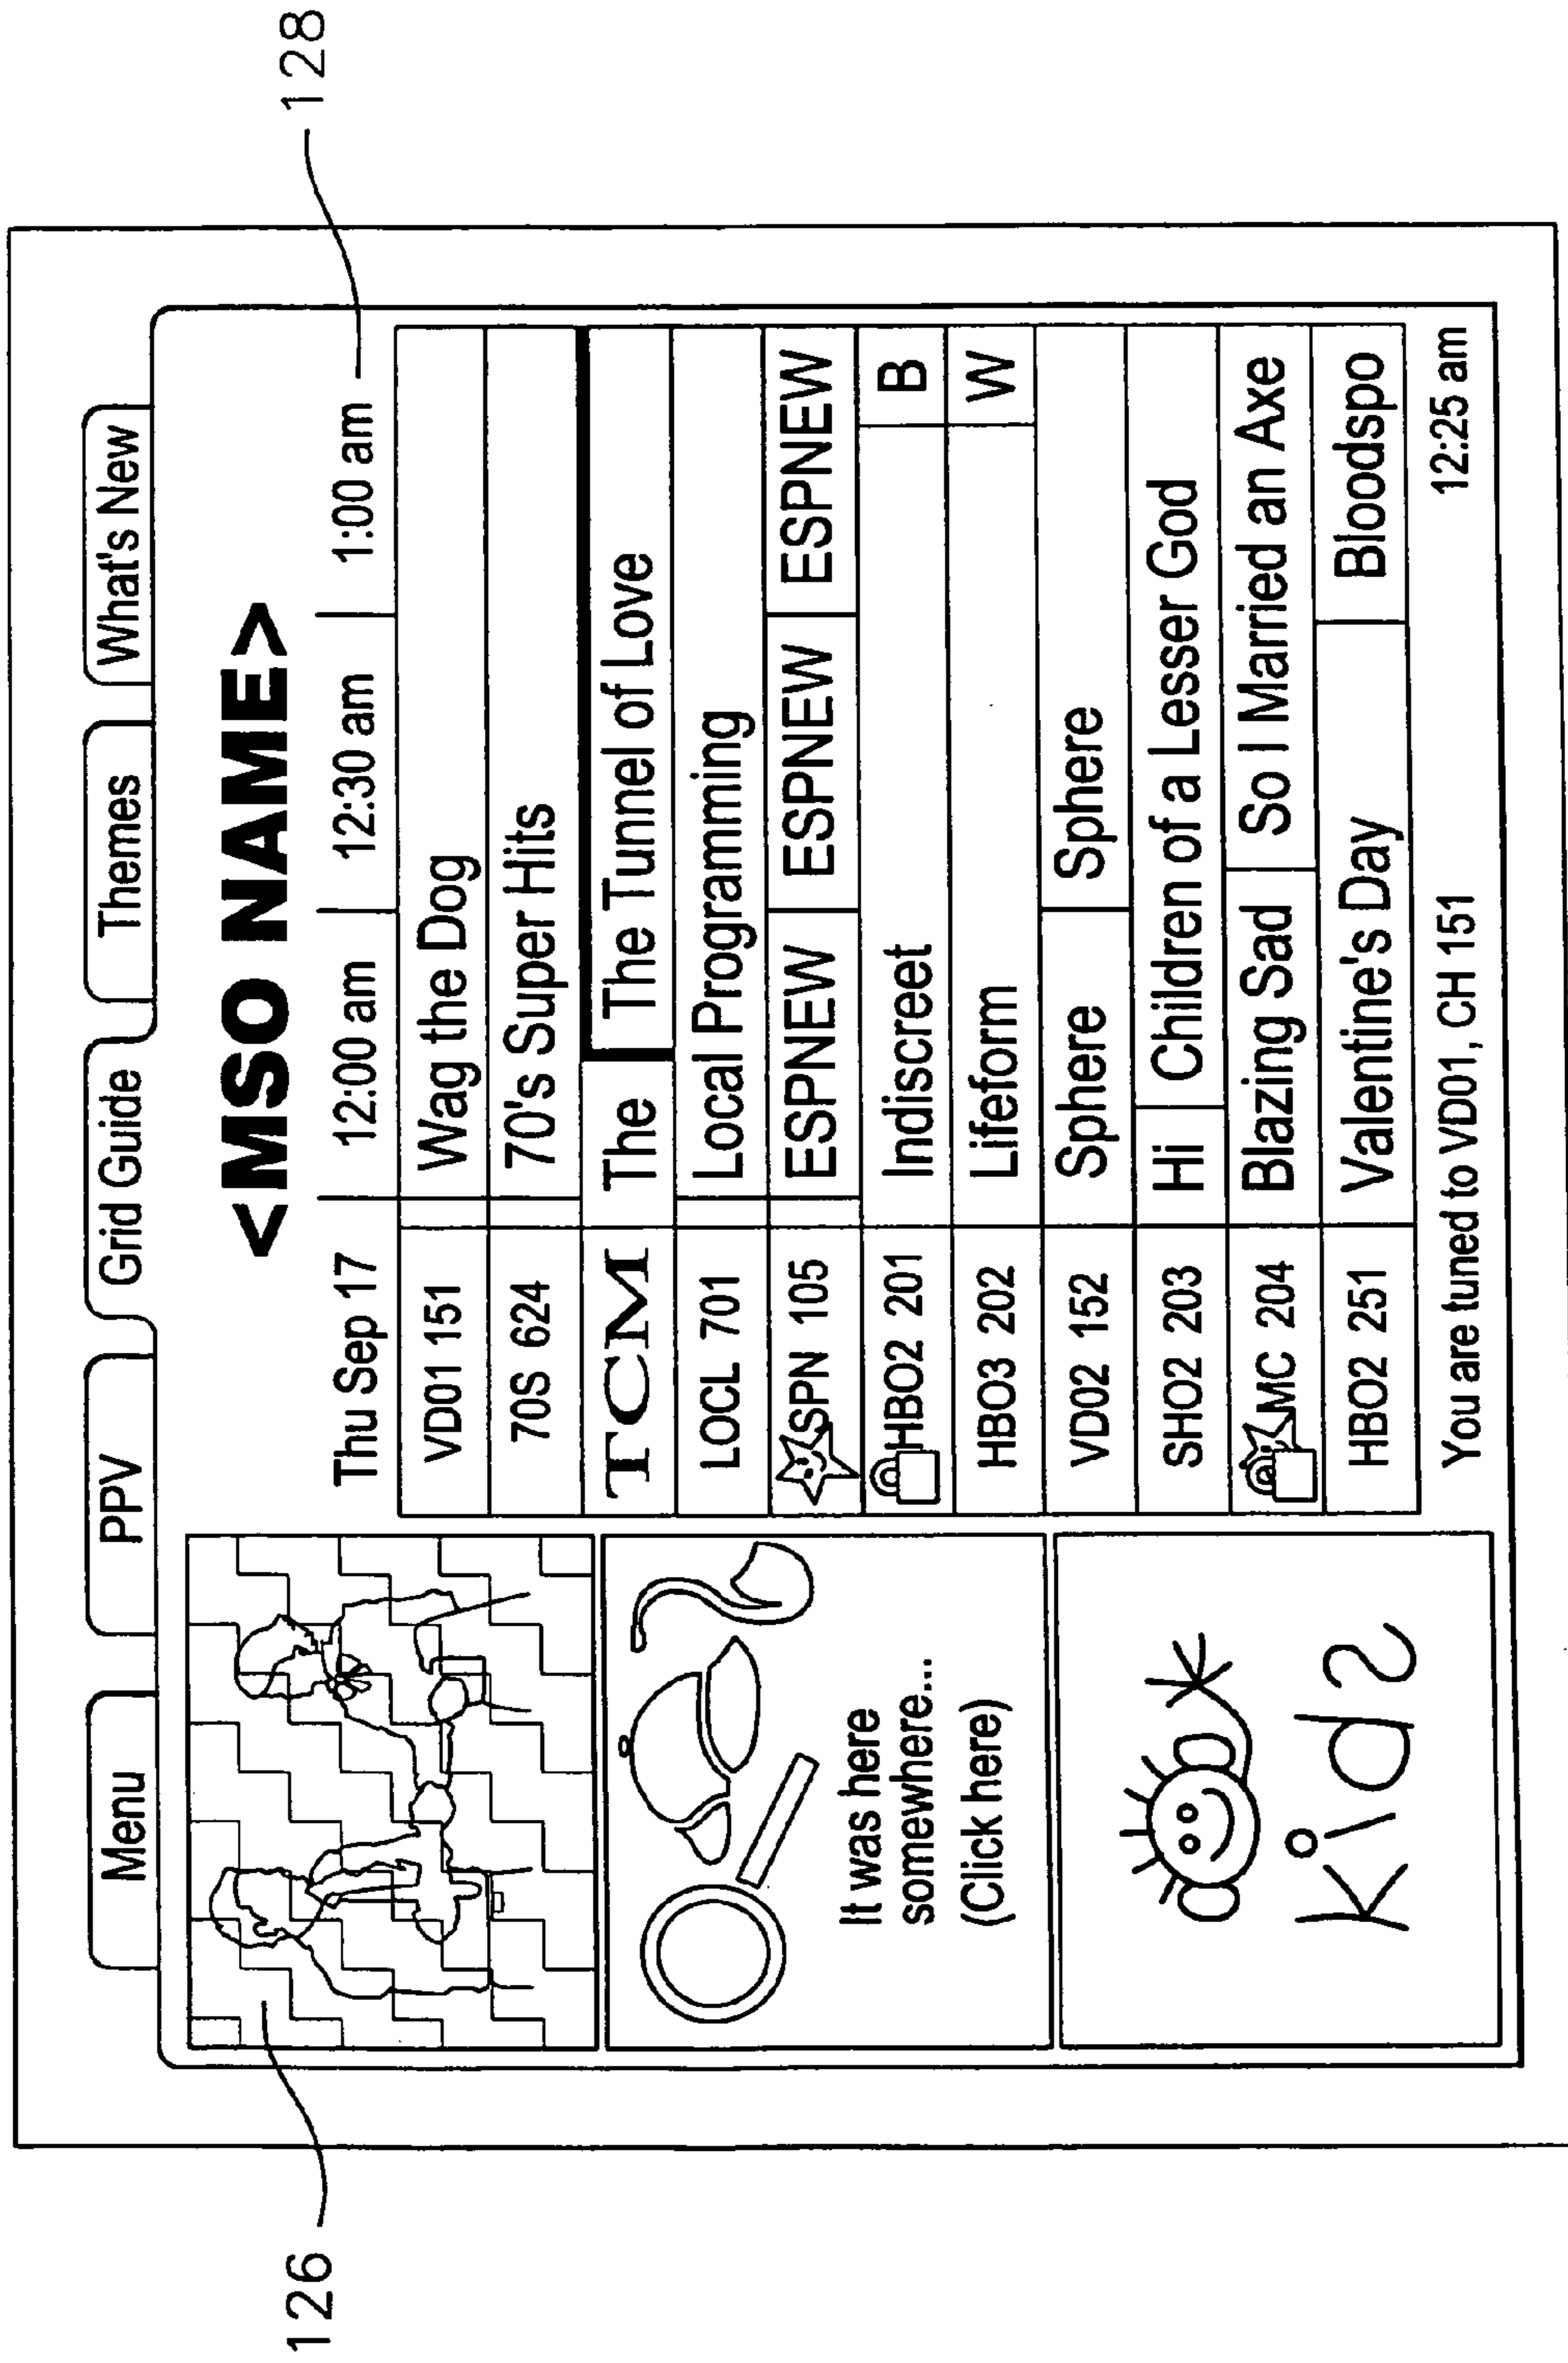 Menu PPV Grid Guide Themes What's New
<MSO NAME>
Thu Sep 17 12:00 am 12:30 am 1:00 am
128
126
VD01 151 Wag the Dog
70S 624 70's Super Hits
TCM The The Tunnel of Love
LOCL 701 Local Programming
SPN 105 ESPNEW ESPNEW ESPNEW
HBO2 201 Indiscreet B
HBO3 202 Lifeform W
VD02 152 Sphere Sphere
SHO2 203 Hi Children of a Lesser God
MC 204 Blazing Sad So I Married an Axe
HBO2 251 Valentine's Day Bloodspo
It was here
somewhere...
(Click here)
Kids
You are tuned to VD01, CH 151 12:25 am